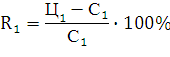 R₁ = (Ц₁ − С₁) / С₁ · 100%